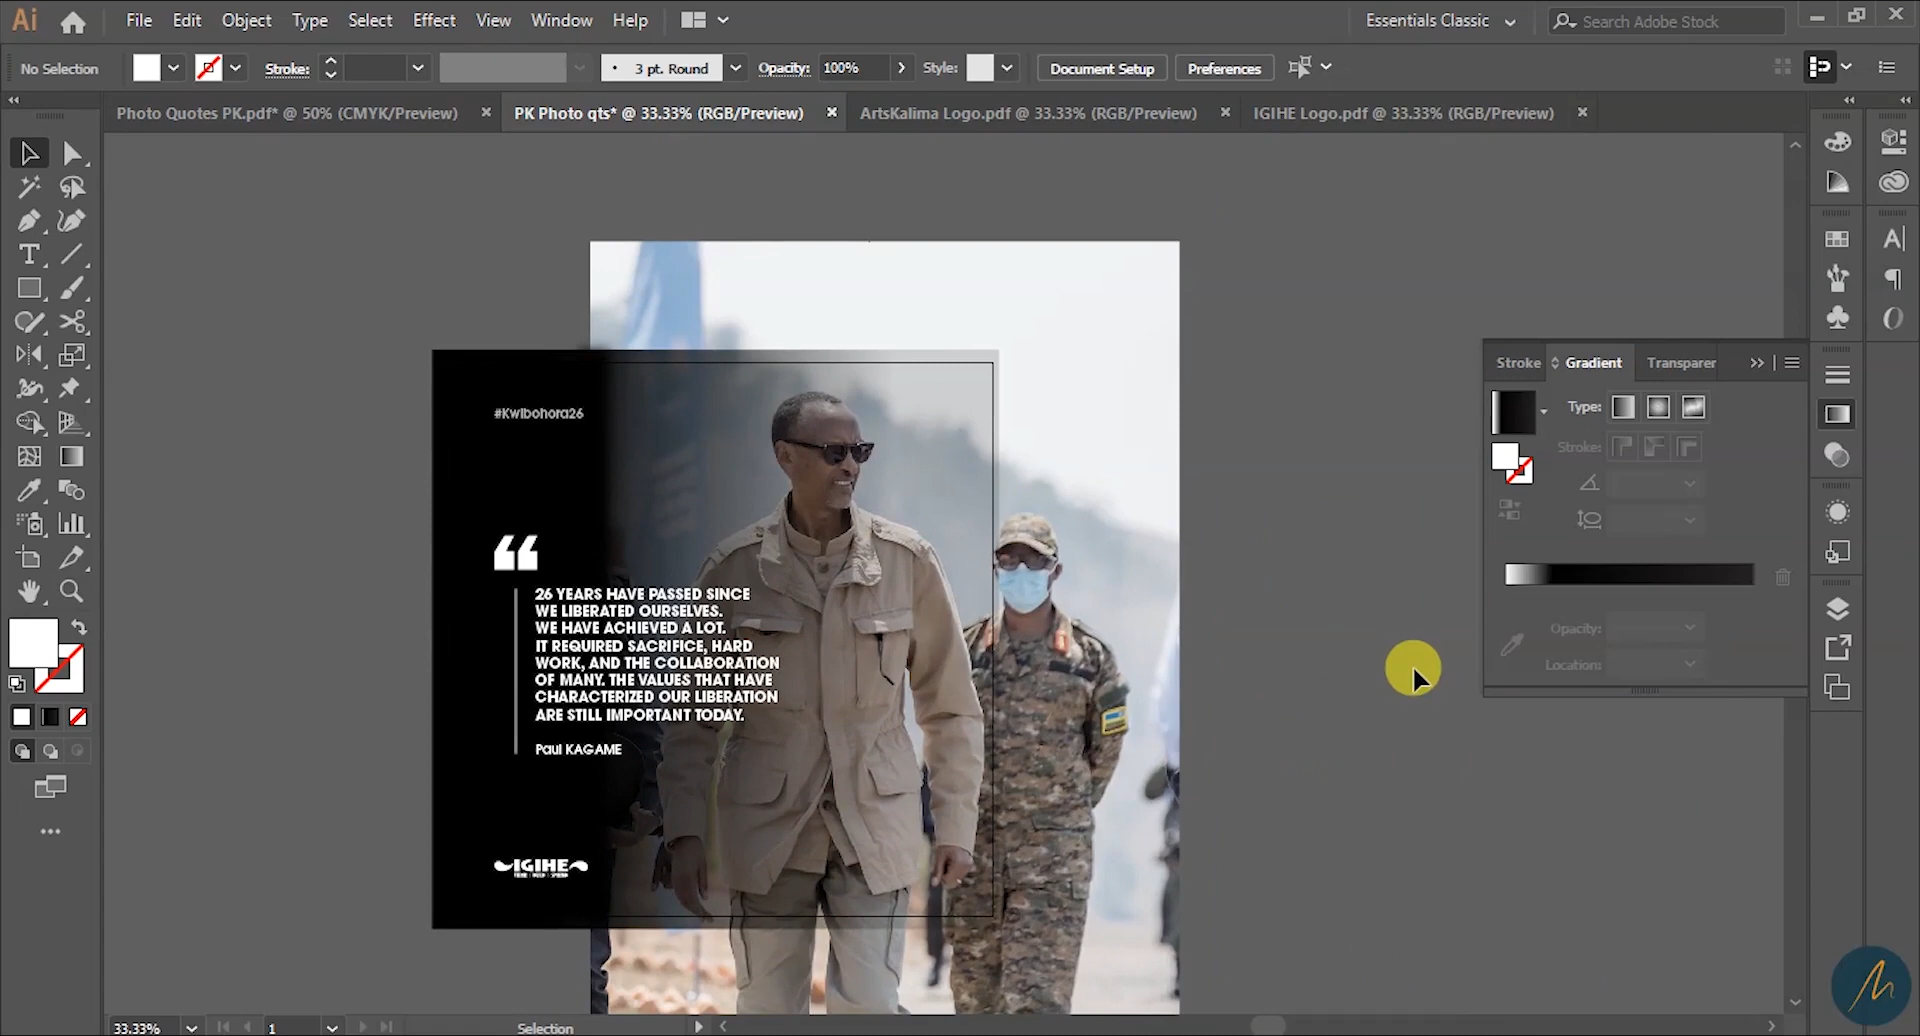 Ai
File Edit Object Type Select Effect View Window Help
Essentials Classic
Search Adobe Stock
No Selection
Stroke:
3 pt. Round
Opacity: 100%
Style:
Document Setup
Preferences
Photo Quotes PK.pdf* @ 50% (CMYK/Preview)
PK Photo qts* @ 33.33% (RGB/Preview)
ArtsKalima Logo.pdf @ 33.33% (RGB/Preview)
IGIHE Logo.pdf @ 33.33% (RGB/Preview)
Stroke Gradient Transparer
Type:
Stroke:
Opacity:
Location:
#Kwibohora26
“
26 YEARS HAVE PASSED SINCE
WE LIBERATED OURSELVES.
WE HAVE ACHIEVED A LOT.
IT REQUIRED SACRIFICE, HARD
WORK, AND THE COLLABORATION
OF MANY. THE VALUES THAT HAVE
CHARACTERIZED OUR LIBERATION
ARE STILL IMPORTANT TODAY.
Paul KAGAME
IGIHE
33.33%
1
Selection